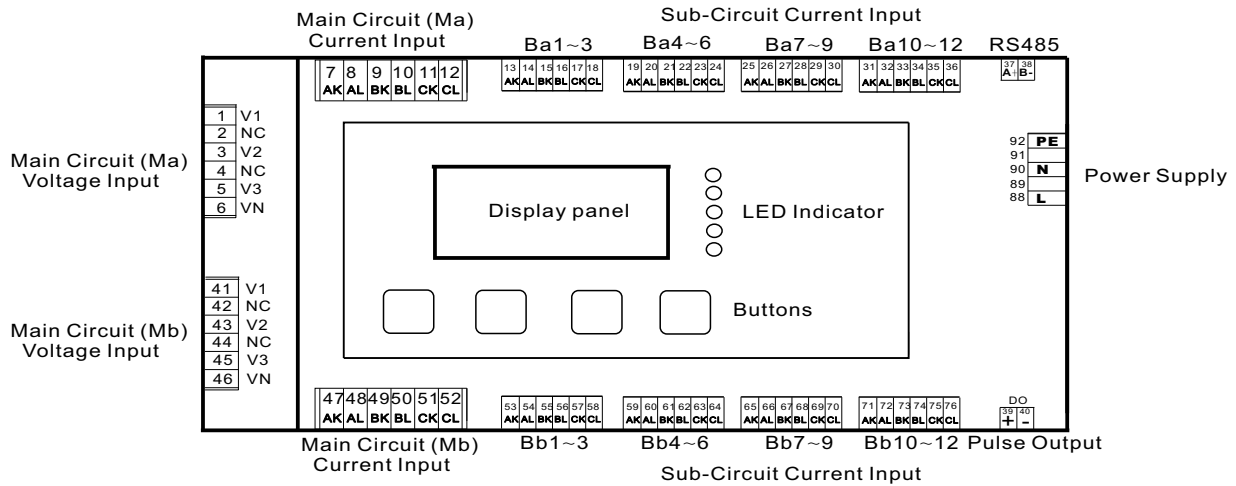 Main Circuit (Ma)
Current Input
Sub-Circuit Current Input
Ba1~3
Ba4~6
Ba7~9
Ba10~12
RS485
7 8 9 10 11 12
AK AL BK BL CK CL
13 14 15 16 17 18
AK AL BK BL CK CL
19 20 21 22 23 24
AK AL BK BL CK CL
25 26 27 28 29 30
AK AL BK BL CK CL
31 32 33 34 35 36
AK AL BK BL CK CL
37 38
A+ B-
Main Circuit (Ma)
Voltage Input
1 V1
2 NC
3 V2
4 NC
5 V3
6 VN
Display panel
LED Indicator
92 PE
91
90 N
89
88 L
Power Supply
Main Circuit (Mb)
Voltage Input
41 V1
42 NC
43 V2
44 NC
45 V3
46 VN
Buttons
47 48 49 50 51 52
AK AL BK BL CK CL
53 54 55 56 57 58
AK AL BK BL CK CL
59 60 61 62 63 64
AK AL BK BL CK CL
65 66 67 68 69 70
AK AL BK BL CK CL
71 72 73 74 75 76
AK AL BK BL CK CL
DO
39 40
+ -
Main Circuit (Mb)
Current Input
Bb1~3
Bb4~6
Bb7~9
Bb10~12
Pulse Output
Sub-Circuit Current Input